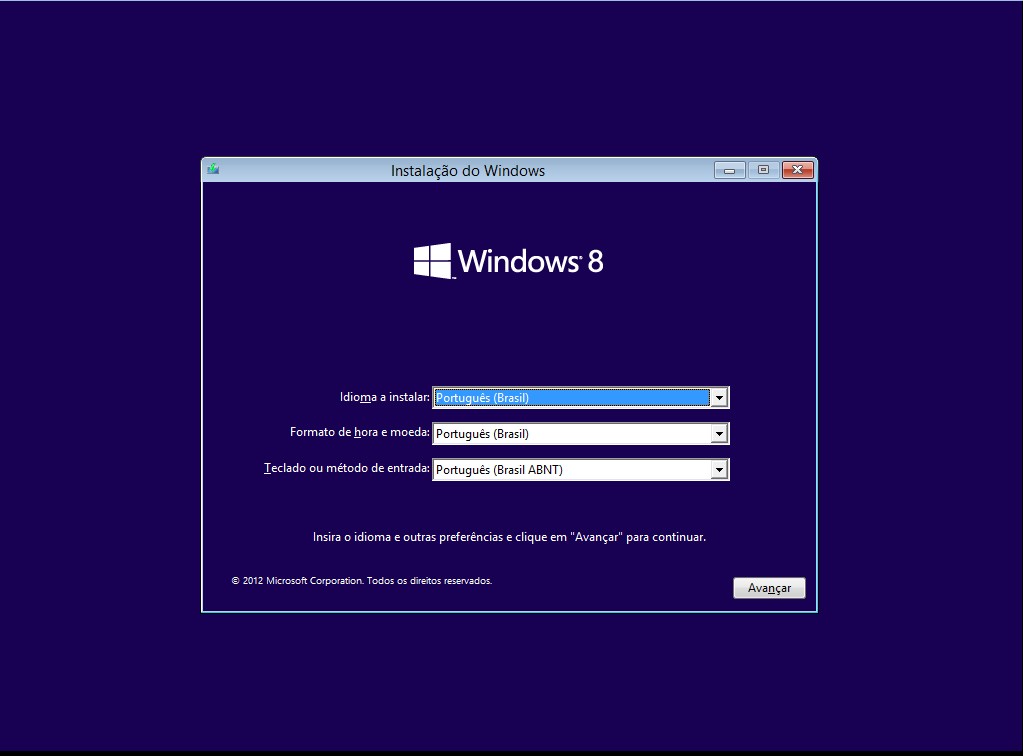 Instalação do Windows
Windows 8
Idioma a instalar: Português (Brasil)
Formato de hora e moeda: Português (Brasil)
Teclado ou método de entrada: Português (Brasil ABNT)
Insira o idioma e outras preferências e clique em "Avançar" para continuar.
© 2012 Microsoft Corporation. Todos os direitos reservados.
Avançar